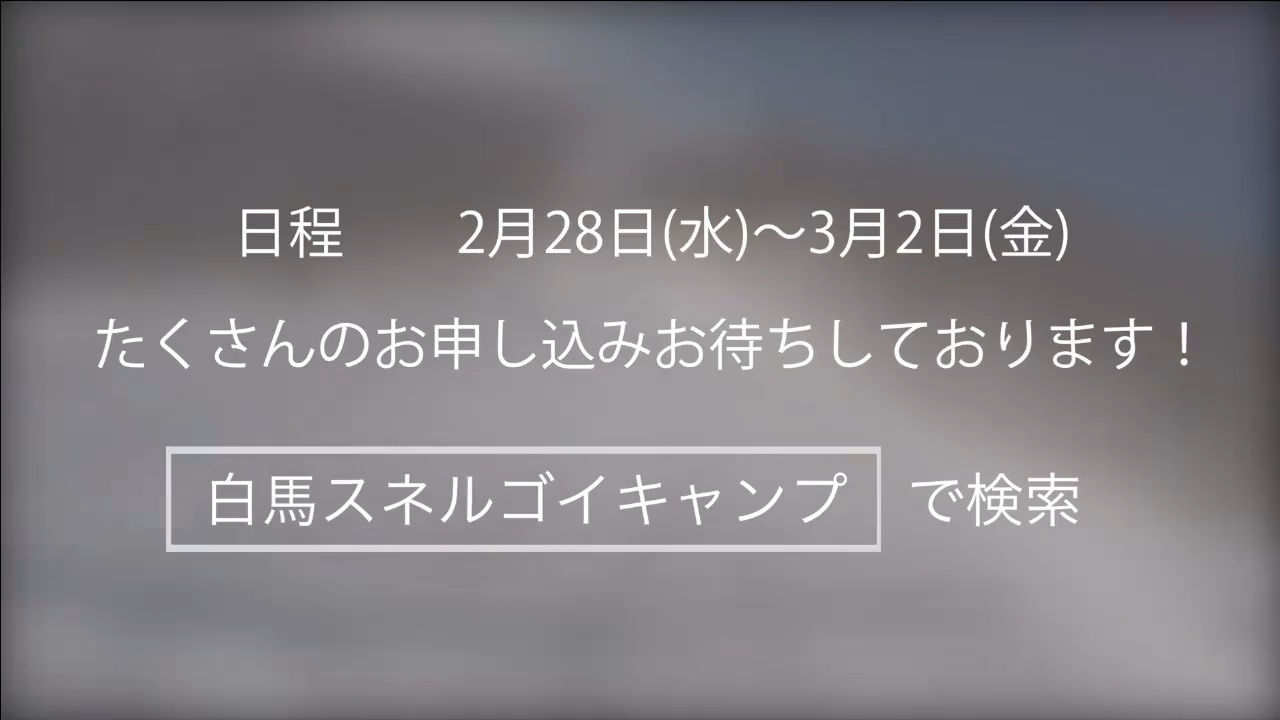 日程　　2月28日(水)～3月2日(金)
たくさんのお申し込みお待ちしております！
白馬スネルゴイキャンプ で検索